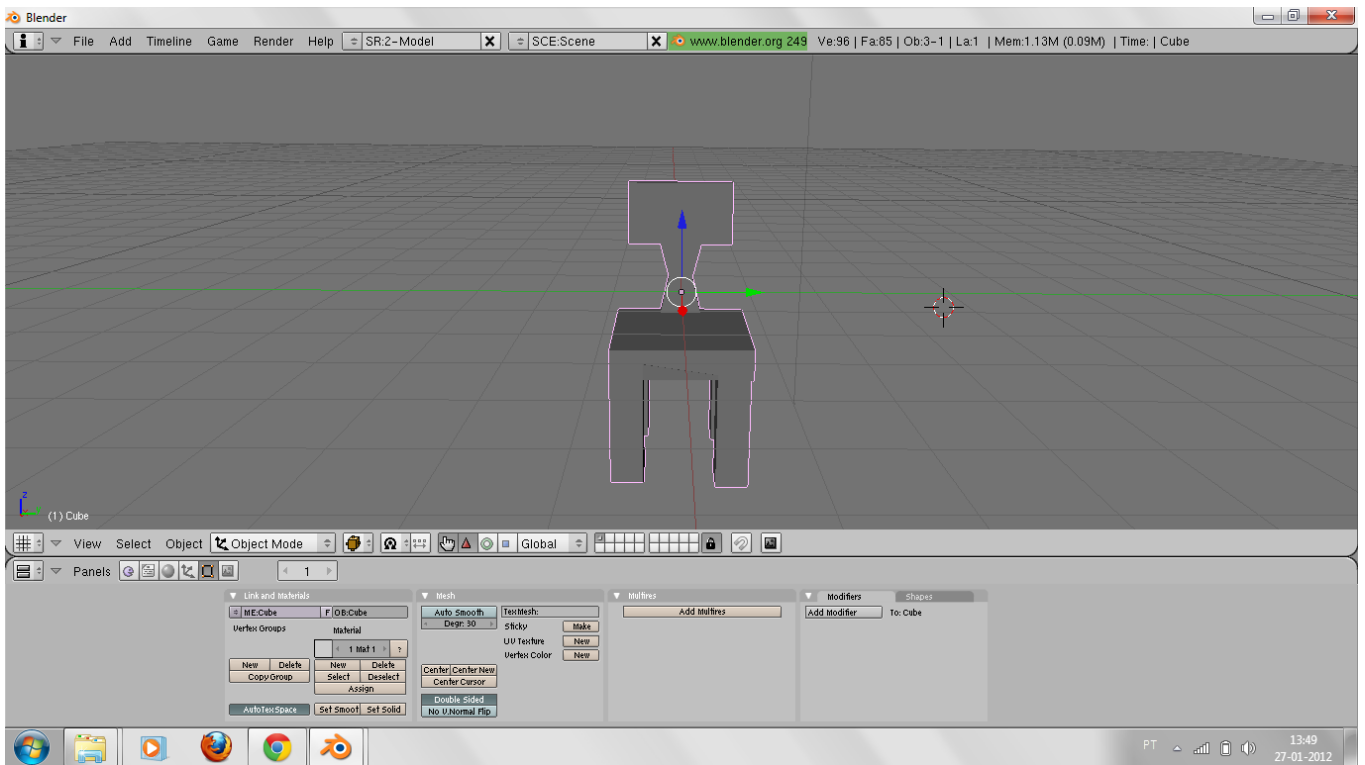 Blender
File Add Timeline Game Render Help SR:2-Model X SCE:Scene X www.blender.org 249 Ve:96 | Fa:85 | Ob:3-1 | La:1 | Mem:1.13M (0.09M) | Time: | Cube
z
(1) Cube
View Select Object Object Mode Global
Panels 1
Link and Materials Mesh Multires Modifiers Shapes
ME:Cube F OB:Cube Auto Smooth TexMesh: Add Multires Add Modifier To: Cube
Vertex Groups Material Degr: 30 Sticky Make
1 Mat 1 ? UV Texture New
Vertex Color New
New Delete New Delete Center Center New
Copy Group Select Deselect Center Cursor
Assign
Double Sided
AutoTexSpace Set Smoot Set Solid No V.Normal Flip
PT 13:49
27-01-2012